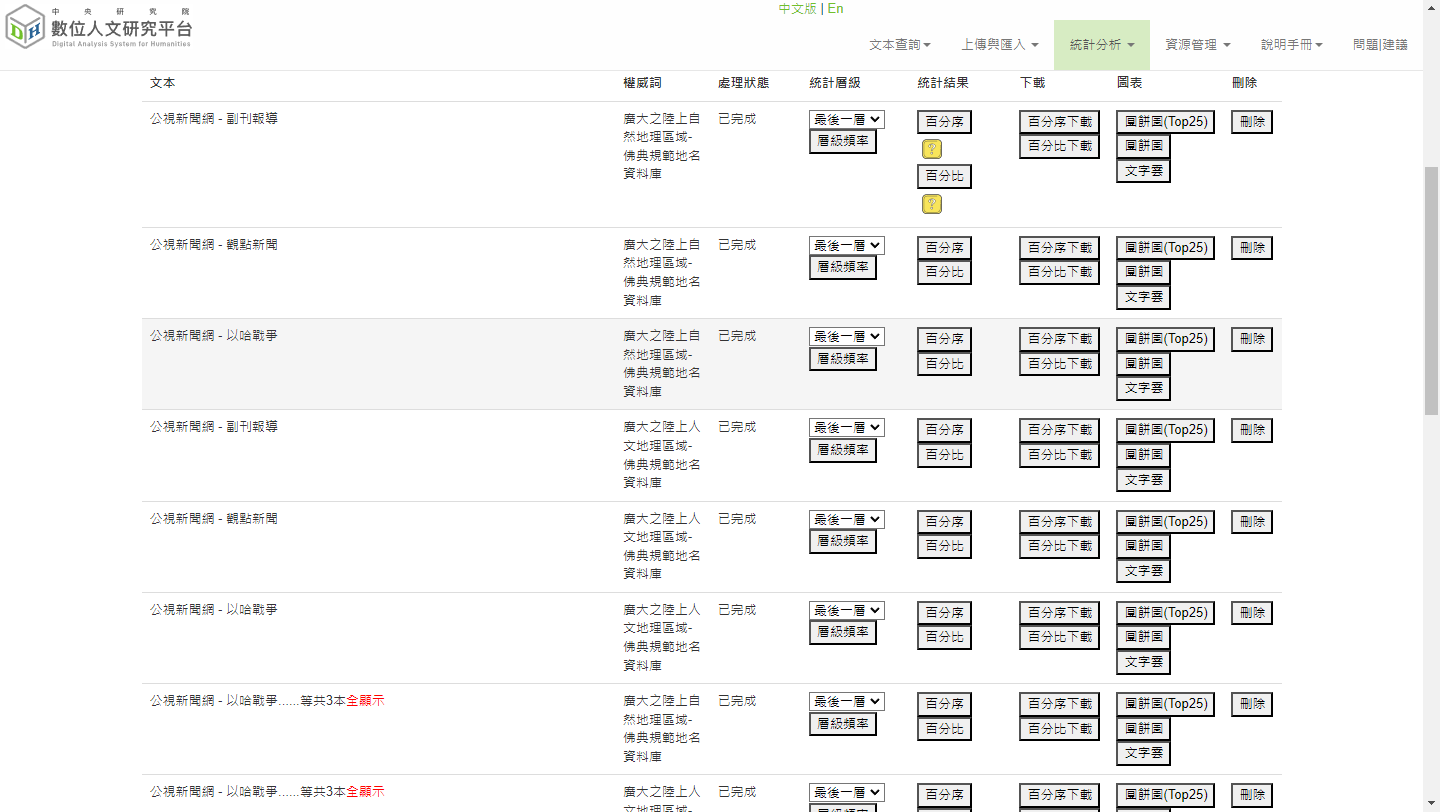 中央研究院
數位人文研究平台
Digital Analysis System for Humanities
中文版 | En
文本查詢 上傳與匯入 統計分析 資源管理 說明手冊 問題|建議
文本 權威詞 處理狀態 統計層級 統計結果 下載 圖表 刪除
公視新聞網 - 副刊報導 廣大之陸上自 已完成 最後一層 百分序 百分序下載 圓餅圖(Top25) 刪除
然地理區域- 層級頻率 ? 百分比下載 圓餅圖
佛典規範地名 百分比 文字雲
資料庫 ?
公視新聞網 - 觀點新聞 廣大之陸上自 已完成 最後一層 百分序 百分序下載 圓餅圖(Top25) 刪除
然地理區域- 層級頻率 百分比 百分比下載 圓餅圖
佛典規範地名 文字雲
資料庫
公視新聞網 - 以哈戰爭 廣大之陸上自 已完成 最後一層 百分序 百分序下載 圓餅圖(Top25) 刪除
然地理區域- 層級頻率 百分比 百分比下載 圓餅圖
佛典規範地名 文字雲
資料庫
公視新聞網 - 副刊報導 廣大之陸上人 已完成 最後一層 百分序 百分序下載 圓餅圖(Top25) 刪除
文地理區域- 層級頻率 百分比 百分比下載 圓餅圖
佛典規範地名 文字雲
資料庫
公視新聞網 - 觀點新聞 廣大之陸上人 已完成 最後一層 百分序 百分序下載 圓餅圖(Top25) 刪除
文地理區域- 層級頻率 百分比 百分比下載 圓餅圖
佛典規範地名 文字雲
資料庫
公視新聞網 - 以哈戰爭 廣大之陸上人 已完成 最後一層 百分序 百分序下載 圓餅圖(Top25) 刪除
文地理區域- 層級頻率 百分比 百分比下載 圓餅圖
佛典規範地名 文字雲
資料庫
公視新聞網 - 以哈戰爭......等共3本全顯示 廣大之陸上自 已完成 最後一層 百分序 百分序下載 圓餅圖(Top25) 刪除
然地理區域- 層級頻率 百分比 百分比下載 圓餅圖
佛典規範地名 文字雲
資料庫
公視新聞網 - 以哈戰爭......等共3本全顯示 廣大之陸上人 已完成 最後一層 百分序 百分序下載 圓餅圖(Top25) 刪除